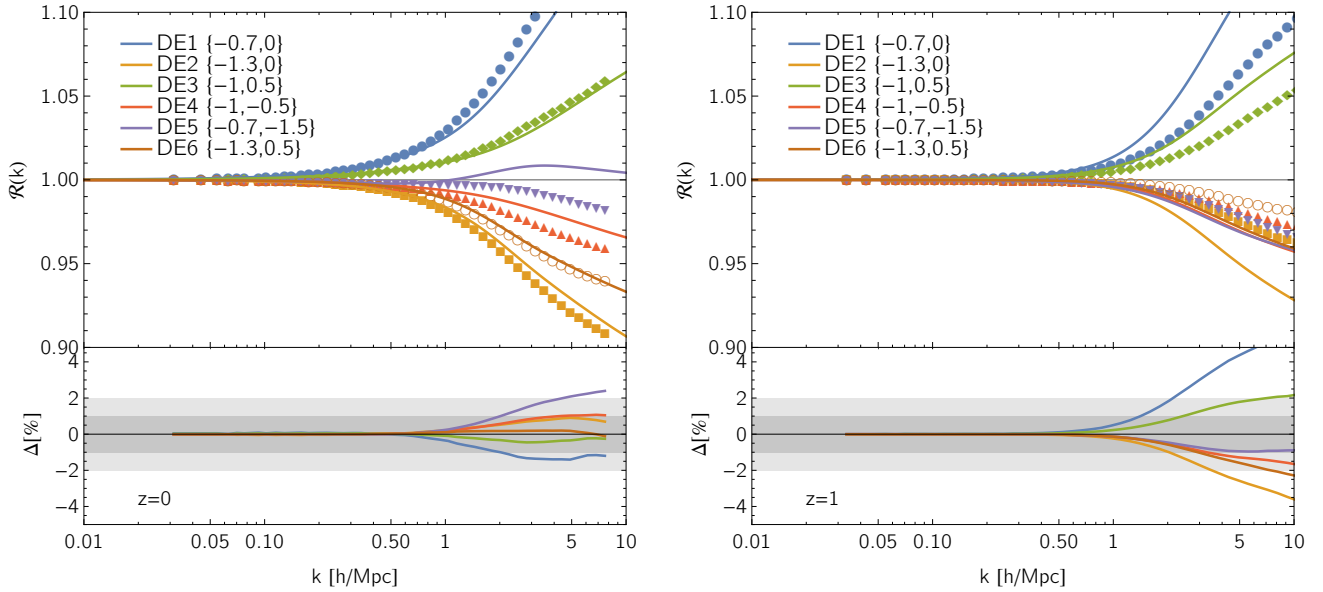 1.10
DE1 {−0.7,0}
DE2 {−1.3,0}
DE3 {−1,0.5}
DE4 {−1,−0.5}
DE5 {−0.7,−1.5}
DE6 {−1.3,0.5}
1.05
1.00
0.95
0.90
ℛ(k)
4
2
0
−2
−4
Δ[%]
z=0
0.01
0.05
0.10
0.50
1
5
10
k [h/Mpc]
1.10
DE1 {−0.7,0}
DE2 {−1.3,0}
DE3 {−1,0.5}
DE4 {−1,−0.5}
DE5 {−0.7,−1.5}
DE6 {−1.3,0.5}
1.05
1.00
0.95
0.90
ℛ(k)
4
2
0
−2
−4
Δ[%]
z=1
0.01
0.05
0.10
0.50
1
5
10
k [h/Mpc]